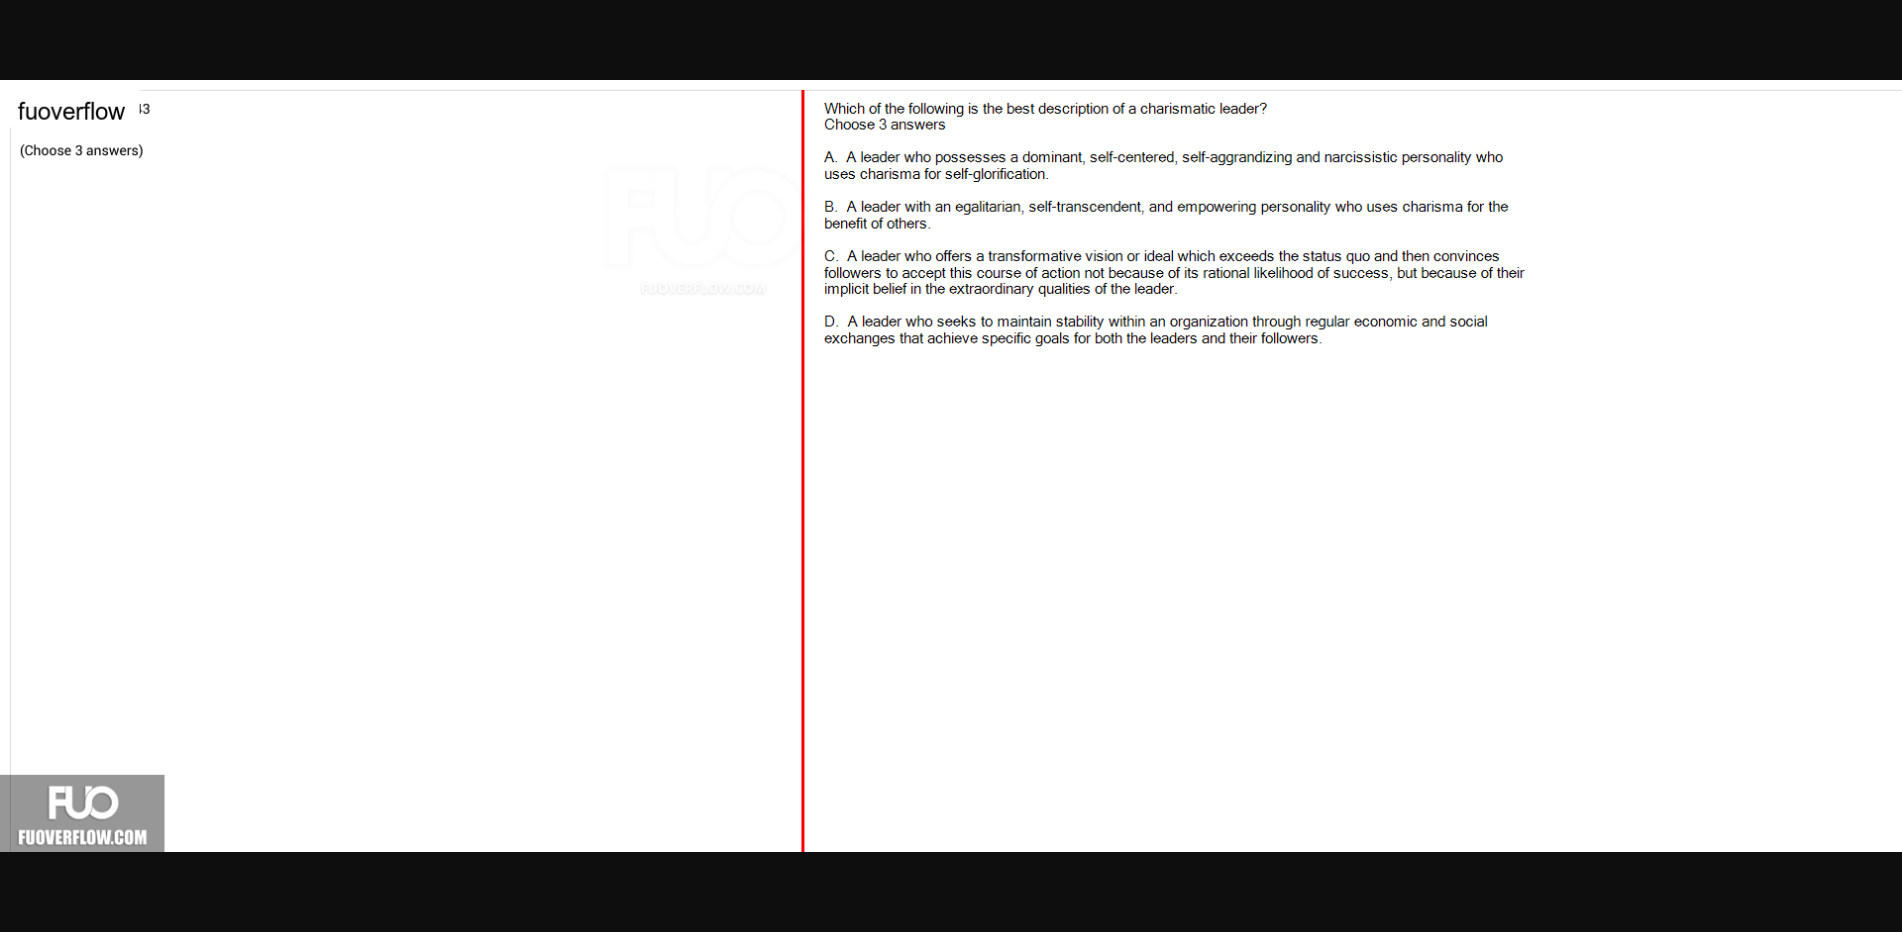 fuoverflow
(Choose 3 answers)
FUO
FUOVERFLOW.COM
Which of the following is the best description of a charismatic leader?
Choose 3 answers
A. A leader who possesses a dominant, self-centered, self-aggrandizing and narcissistic personality who
uses charisma for self-glorification.
B. A leader with an egalitarian, self-transcendent, and empowering personality who uses charisma for the
benefit of others.
C. A leader who offers a transformative vision or ideal which exceeds the status quo and then convinces
followers to accept this course of action not because of its rational likelihood of success, but because of their
implicit belief in the extraordinary qualities of the leader.
D. A leader who seeks to maintain stability within an organization through regular economic and social
exchanges that achieve specific goals for both the leaders and their followers.
FUO
FUOVERFLOW.COM